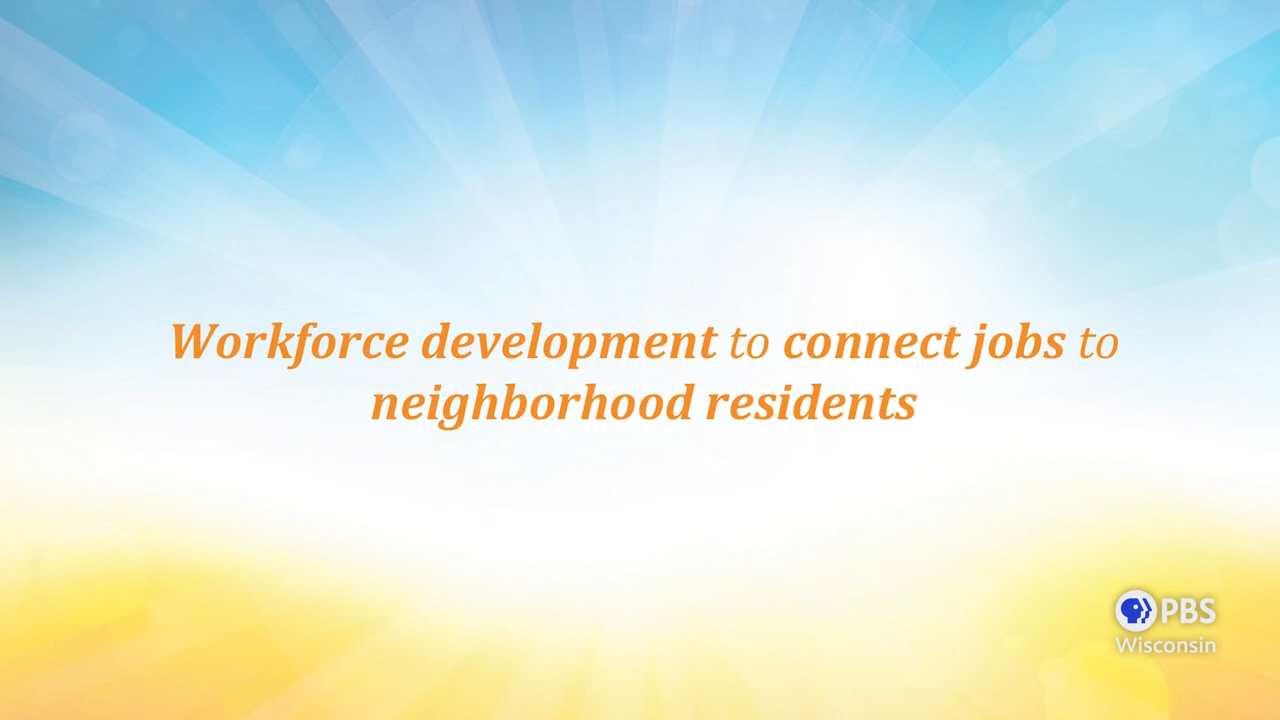 Workforce development to connect jobs to
neighborhood residents
PBS
Wisconsin